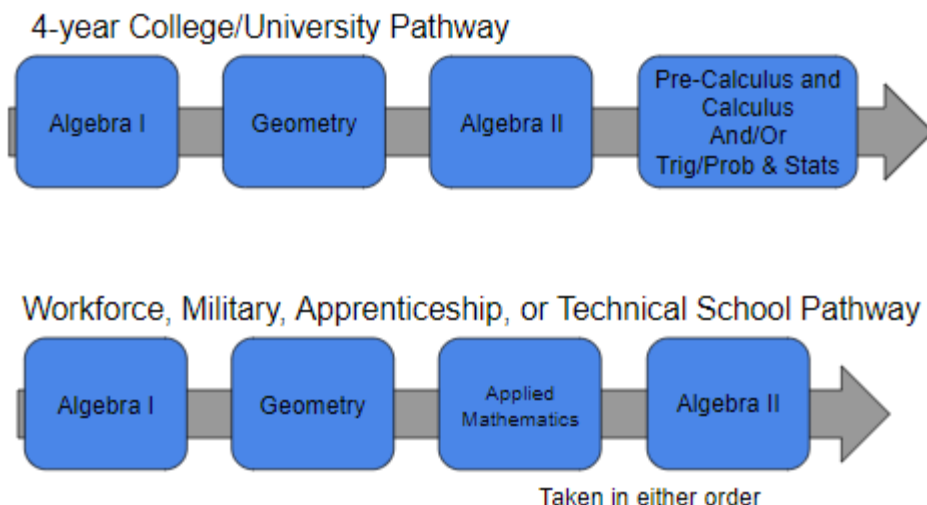 4-year College/University Pathway
Algebra I
Geometry
Algebra II
Pre-Calculus and
Calculus
And/Or
Trig/Prob & Stats
Workforce, Military, Apprenticeship, or Technical School Pathway
Algebra I
Geometry
Applied
Mathematics
Algebra II
Taken in either order